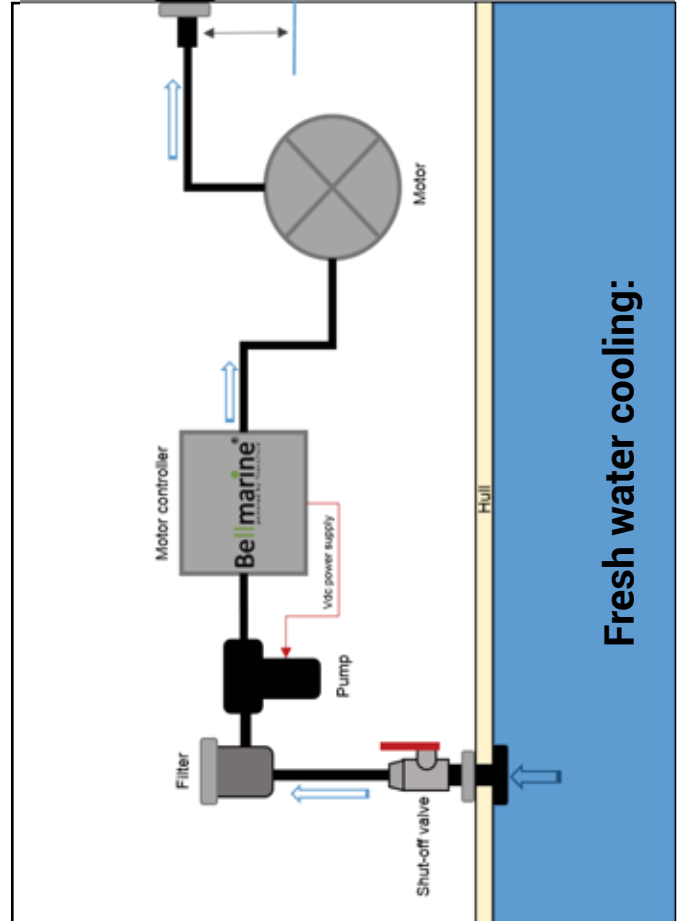 Motor controller
Filter
Bellmarine®
Vdc power supply
Pump
Motor
Shut-off valve
Hull
Fresh water cooling: